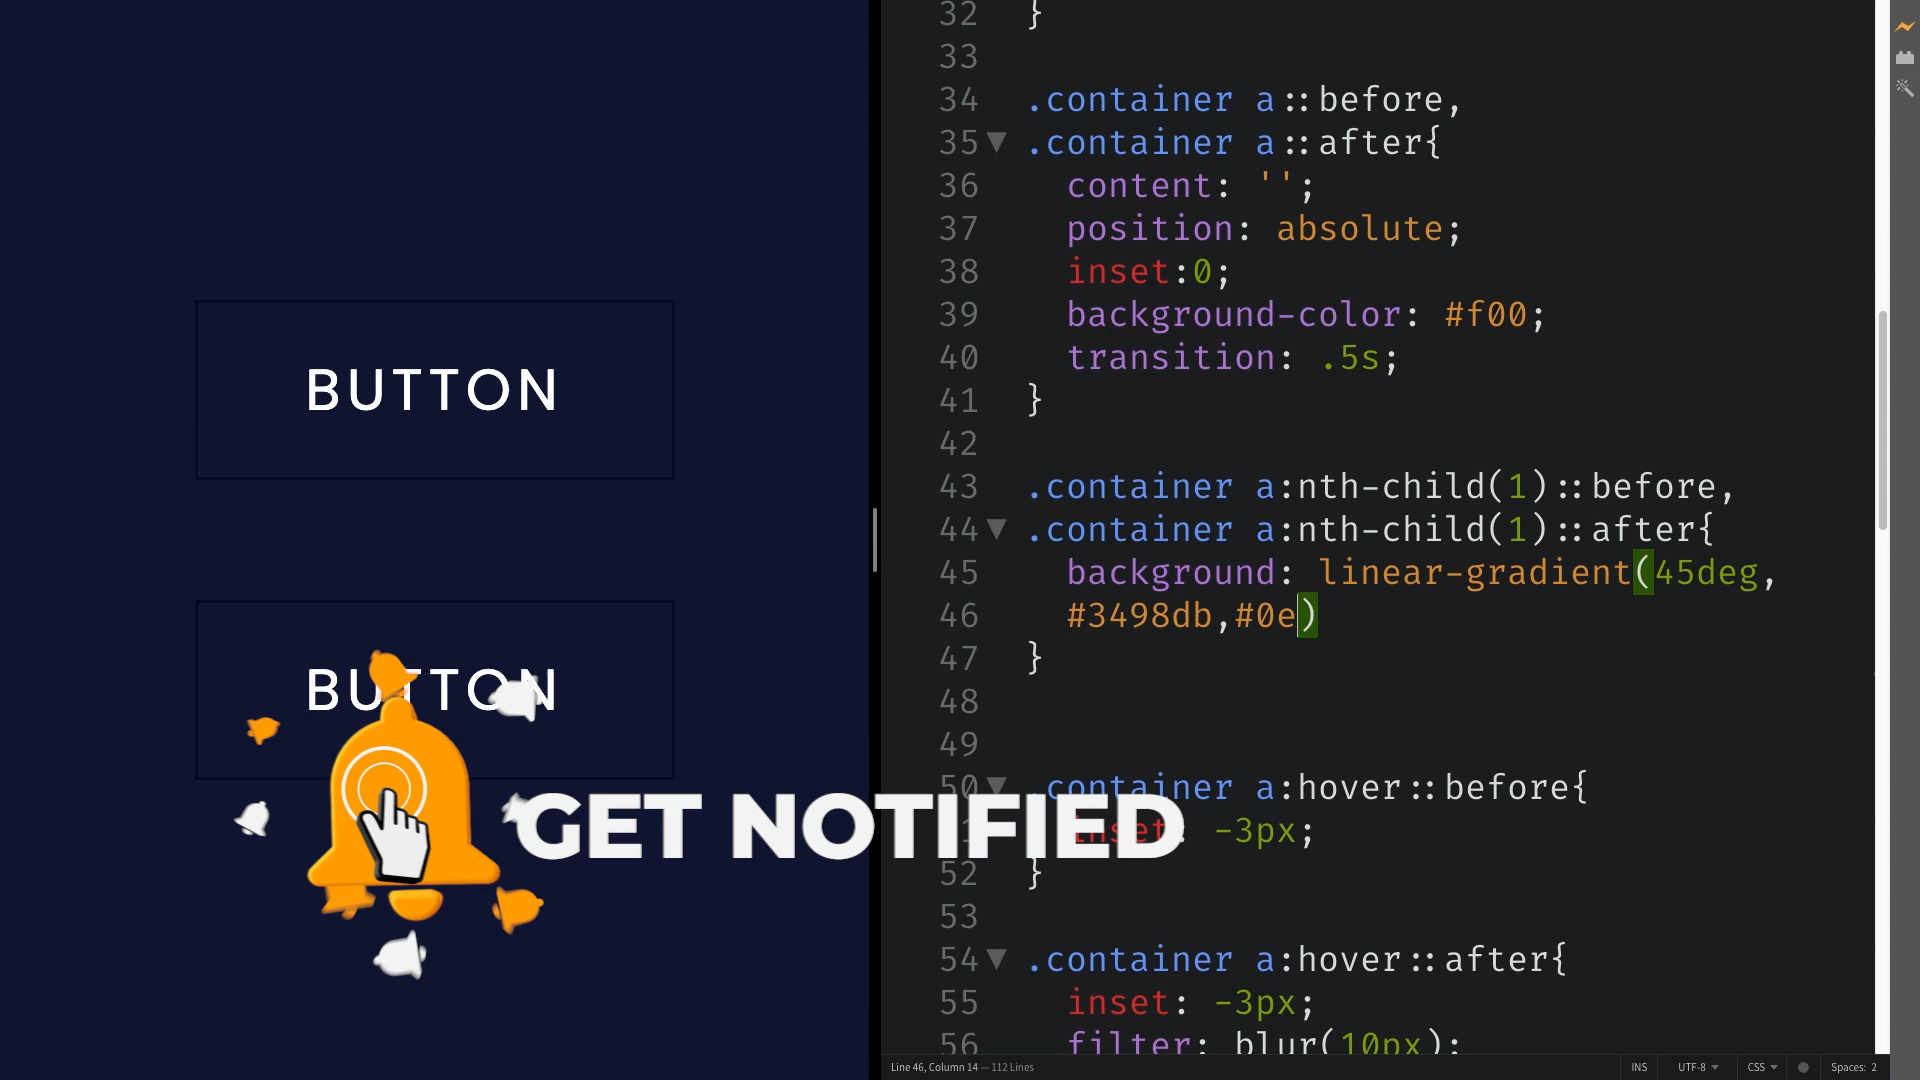 BUTTON
BUTTON
GET NOTIFIED
32 }
33
34 .container a::before,
35 .container a::after{
36 content: '';
37 position: absolute;
38 inset:0;
39 background-color: #f00;
40 transition: .5s;
41 }
42
43 .container a:nth-child(1)::before,
44 .container a:nth-child(1)::after{
45 background: linear-gradient(45deg,
46 #3498db,#0e)
47 }
48
49
50 .container a:hover::before{
inset: -3px;
52 }
53
54 .container a:hover::after{
55 inset: -3px;
56 filter: blur(10px);
Line 46, Column 14 — 112 Lines
INS UTF-8 CSS Spaces: 2